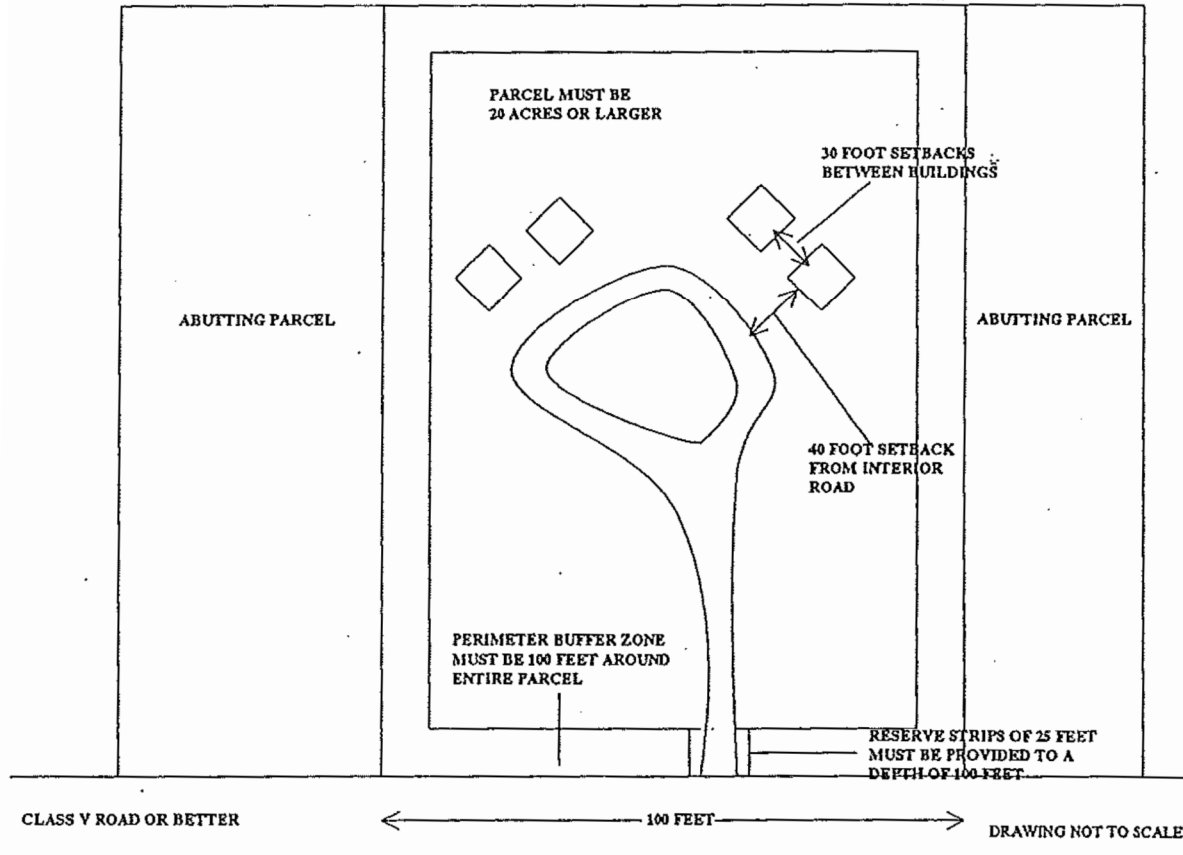 PARCEL MUST BE
20 ACRES OR LARGER
30 FOOT SETBACKS
BETWEEN BUILDINGS
ABUTTING PARCEL
ABUTTING PARCEL
40 FOOT SETBACK
FROM INTERIOR
ROAD
PERIMETER BUFFER ZONE
MUST BE 100 FEET AROUND
ENTIRE PARCEL
RESERVE STRIPS OF 25 FEET
MUST BE PROVIDED TO A
DEPTH OF 100 FEET
CLASS V ROAD OR BETTER
100 FEET
DRAWING NOT TO SCALE